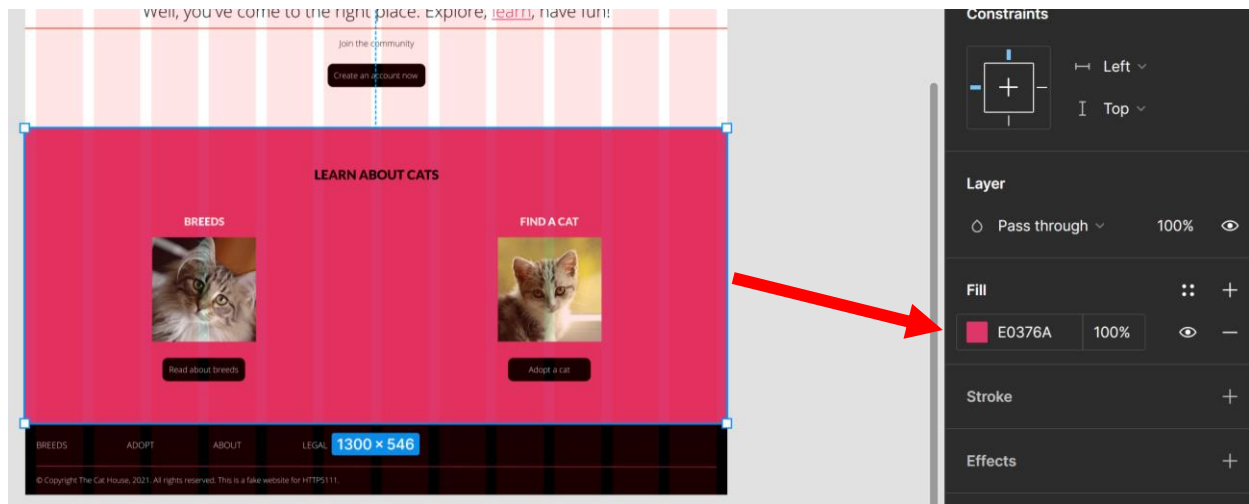 Well, you've come to the right place. Explore, learn, have fun!
Join the community
Create an account now
LEARN ABOUT CATS
BREEDS
FIND A CAT
Read about breeds
Adopt a cat
BREEDS ADOPT ABOUT LEGAL
1300 × 546
© Copyright The Cat House, 2021. All rights reserved. This is a fake website for HTTP5111.
Constraints
Left
Top
Layer
Pass through 100%
Fill
E0376A 100%
Stroke
Effects